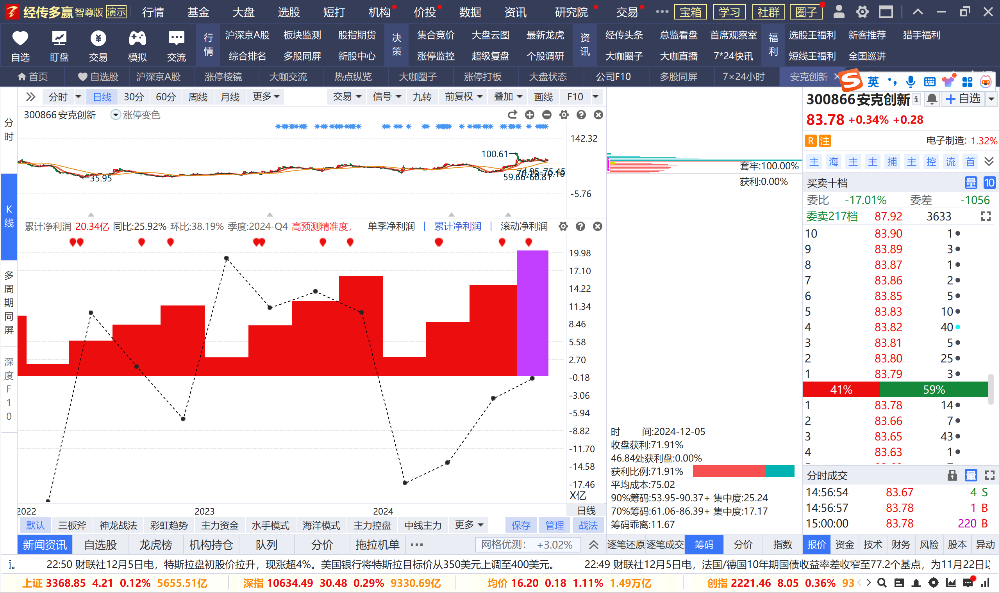 经传多赢 智尊版 演示 行情 基金 大盘 选股 短打 机构 价投 数据 资讯 研究院 交易 宝箱 学习 社群 圈子
自选 盯盘 交易 模拟 交流
行情 沪深京A股 板块监测 股指期货 决策 集合竞价 大盘云图 最新龙虎 资讯 经传头条 总监看盘 首席观察室 福利 选股王福利 新客推荐 猎手福利
综合排名 多股同屏 新股中心 涨停监控 超级复盘 个股调研 大咖圈子 大咖直播 7*24快讯 短线王福利 全国巡讲
首页 自选股 沪深京A股 涨停棱镜 大咖交流 热点纵览 大咖圈子 涨停打板 大盘状态 公司F10 多股同屏 7×24小时 安克创新
英
分时 日线 30分 60分 周线 月线 更多 交易 信号 九转 前复权 叠加 画线 F10
分时
K线
多周期同屏
深度F10
300866 安克创新 涨停变色
142.32
100.61→
←35.95
74.95-75.45
59.66-60.81
-5.76
累计净利润 20.34亿 同比:25.92% 环比:38.19% 季度:2024-Q4 高预测精准度, 单季净利润 | 累计净利润 | 滚动净利润
19.98
17.10
14.22
11.34
8.46
5.58
2.70
-0.18
-3.06
-5.94
-8.82
-11.70
-14.58
-17.46
X亿
2022 2023 2024 日线
默认 三板斧 神龙战法 彩虹趋势 主力资金 水手模式 海洋模式 主力控盘 中线主力 更多 保存 管理 战法
新闻资讯 自选股 龙虎榜 机构持仓 队列 分价 拖拉机单 网格优测: +3.02%
套牢:100.00%
获利:0.00%
时 间:2024-12-05
收盘获利:71.91%
46.84处获利盘:0.00%
获利比例:71.91%
平均成本:75.02
90%筹码:53.95-90.37+ 集中度:25.24
70%筹码:61.06-86.39+ 集中度:17.17
筹码乖离:11.67
逐笔还原 逐笔成交 筹码 分价 指数
300866 安克创新 自选
83.78 +0.34% +0.28
R 注 电子制造: 1.32%
主 海 主 主 捕 主 控 流 首
买卖十档 量 10
委比 -17.01% 委差 -1056
委卖217档 87.92 3633
10 83.90 1
9 83.89 3
8 83.87 1
7 83.86 2
6 83.85 5
5 83.83 10
4 83.82 40
3 83.81 5
2 83.80 25
1 83.79 3
41% 59%
1 83.78 14
2 83.66 7
3 83.65 43
4 83.63 1
分时成交 量
14:56:54 83.67 4 S
14:56:57 83.78 1 B
15:00:00 83.78 220 B
报价 资金 技术 财务 风险 股本 异动
22:50 财联社12月5日电，特斯拉盘初股价拉升，现涨超4%。美国银行将特斯拉目标价从350美元上调至400美元。 22:49 财联社12月5日电，法国/德国10年期国债收益率差收窄至77.2个基点，为11月22日以
上证 3368.85 4.21 0.12% 5655.51亿 深指 10634.49 30.48 0.29% 9330.69亿 均价 16.20 0.18 1.11% 1.49万亿 创指 2221.46 8.05 0.36% 93